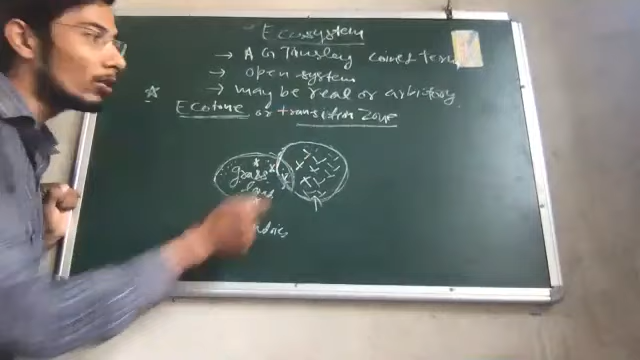 Ecosystem
→ A G Tansley coined term
→ open system
→ may be real or arbitrary.
Ecotone or transition zone
grass
land